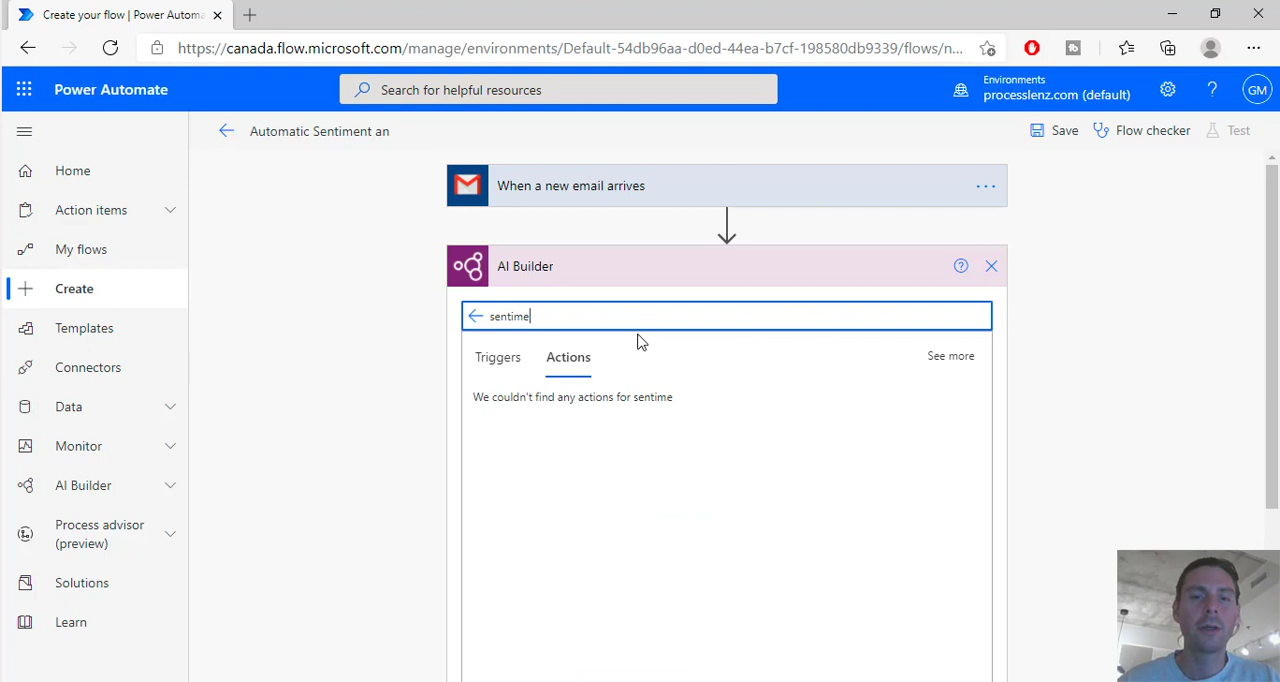 Create your flow | Power Automa
https://canada.flow.microsoft.com/manage/environments/Default-54db96aa-d0ed-44ea-b7cf-198580db9339/flows/n...
Power Automate
Search for helpful resources
Environments
processlenz.com (default)
?
GM
Automatic Sentiment an
Save
Flow checker
Test
Home
Action items
My flows
Create
Templates
Connectors
Data
Monitor
AI Builder
Process advisor
(preview)
Solutions
Learn
When a new email arrives
AI Builder
sentime
Triggers
Actions
See more
We couldn't find any actions for sentime